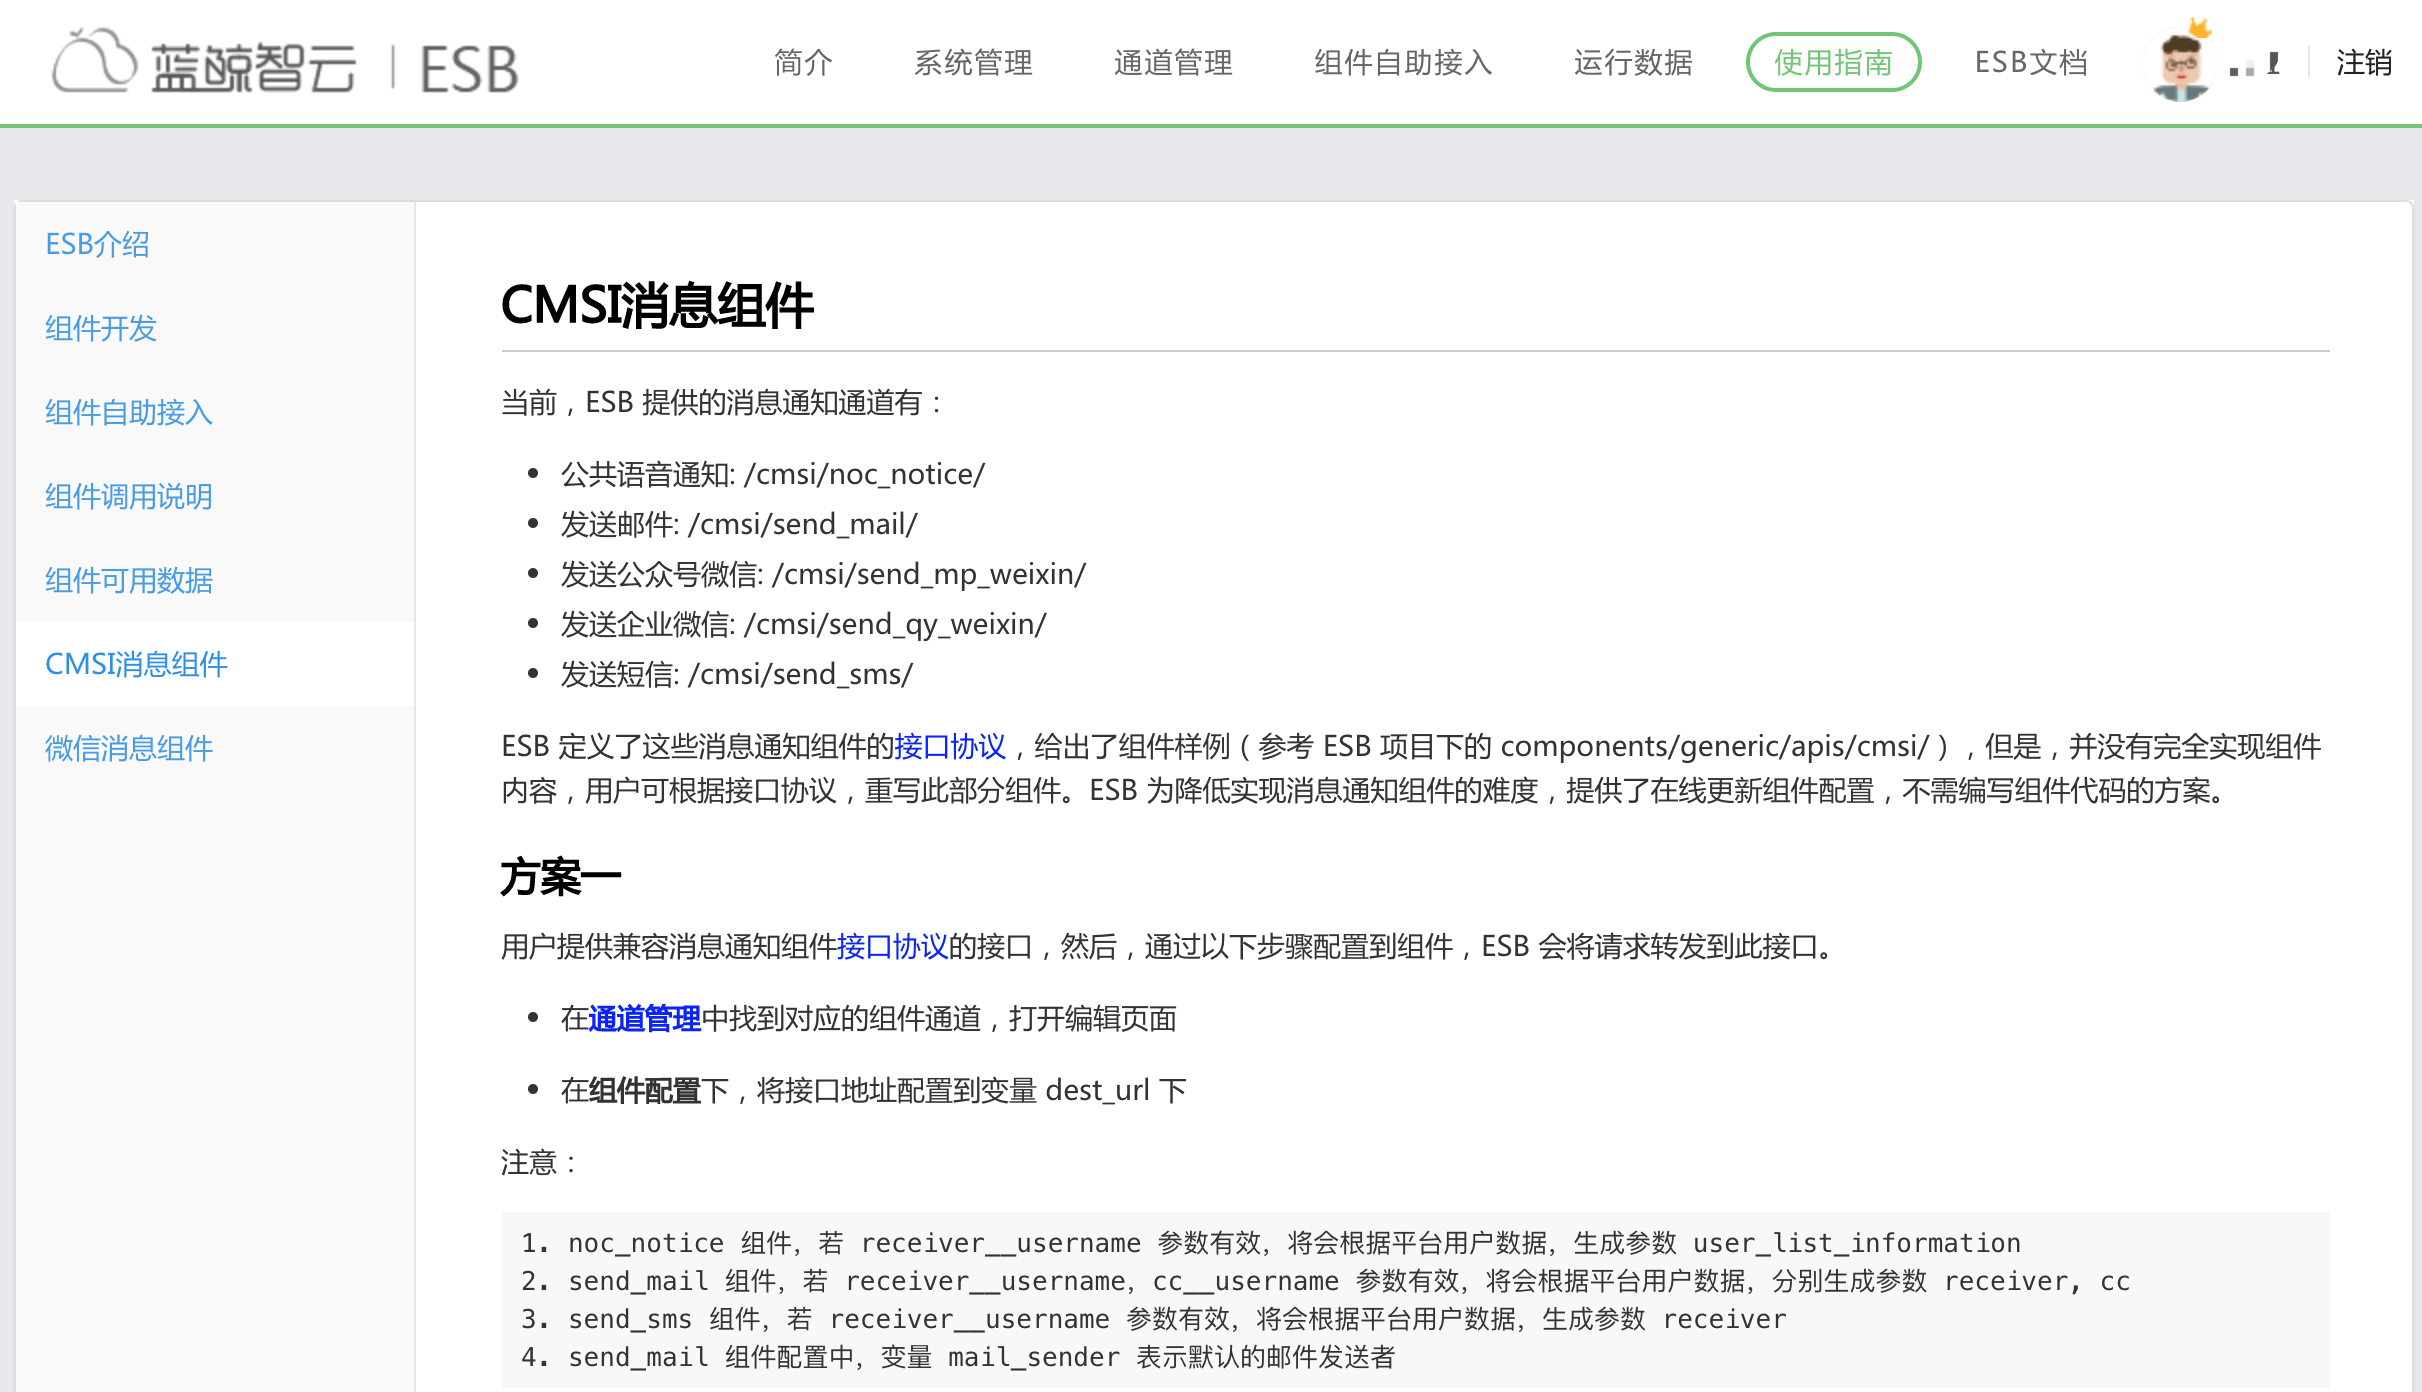 蓝鲸智云 | ESB
简介 系统管理 通道管理 组件自助接入 运行数据 使用指南 ESB文档 注销
ESB介绍
组件开发
组件自助接入
组件调用说明
组件可用数据
CMSI消息组件
微信消息组件
CMSI消息组件
当前，ESB 提供的消息通知通道有：
• 公共语音通知: /cmsi/noc_notice/
• 发送邮件: /cmsi/send_mail/
• 发送公众号微信: /cmsi/send_mp_weixin/
• 发送企业微信: /cmsi/send_qy_weixin/
• 发送短信: /cmsi/send_sms/
ESB 定义了这些消息通知组件的接口协议，给出了组件样例（参考 ESB 项目下的 components/generic/apis/cmsi/），但是，并没有完全实现组件
内容，用户可根据接口协议，重写此部分组件。ESB 为降低实现消息通知组件的难度，提供了在线更新组件配置，不需编写组件代码的方案。
方案一
用户提供兼容消息通知组件接口协议的接口，然后，通过以下步骤配置到组件，ESB 会将请求转发到此接口。
• 在通道管理中找到对应的组件通道，打开编辑页面
• 在组件配置下，将接口地址配置到变量 dest_url 下
注意：
1. noc_notice 组件，若 receiver__username 参数有效，将会根据平台用户数据，生成参数 user_list_information
2. send_mail 组件，若 receiver__username，cc__username 参数有效，将会根据平台用户数据，分别生成参数 receiver, cc
3. send_sms 组件，若 receiver__username 参数有效，将会根据平台用户数据，生成参数 receiver
4. send_mail 组件配置中，变量 mail_sender 表示默认的邮件发送者